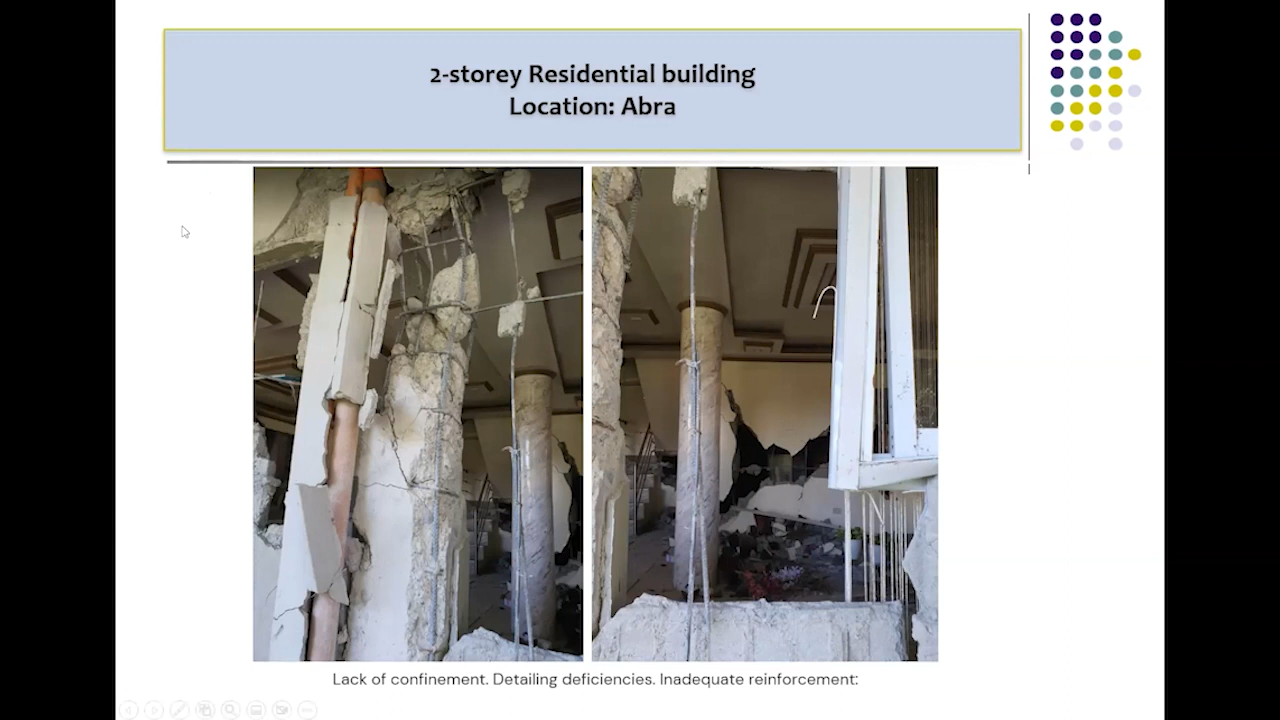 2-storey Residential building
Location: Abra
Lack of confinement. Detailing deficiencies. Inadequate reinforcement: